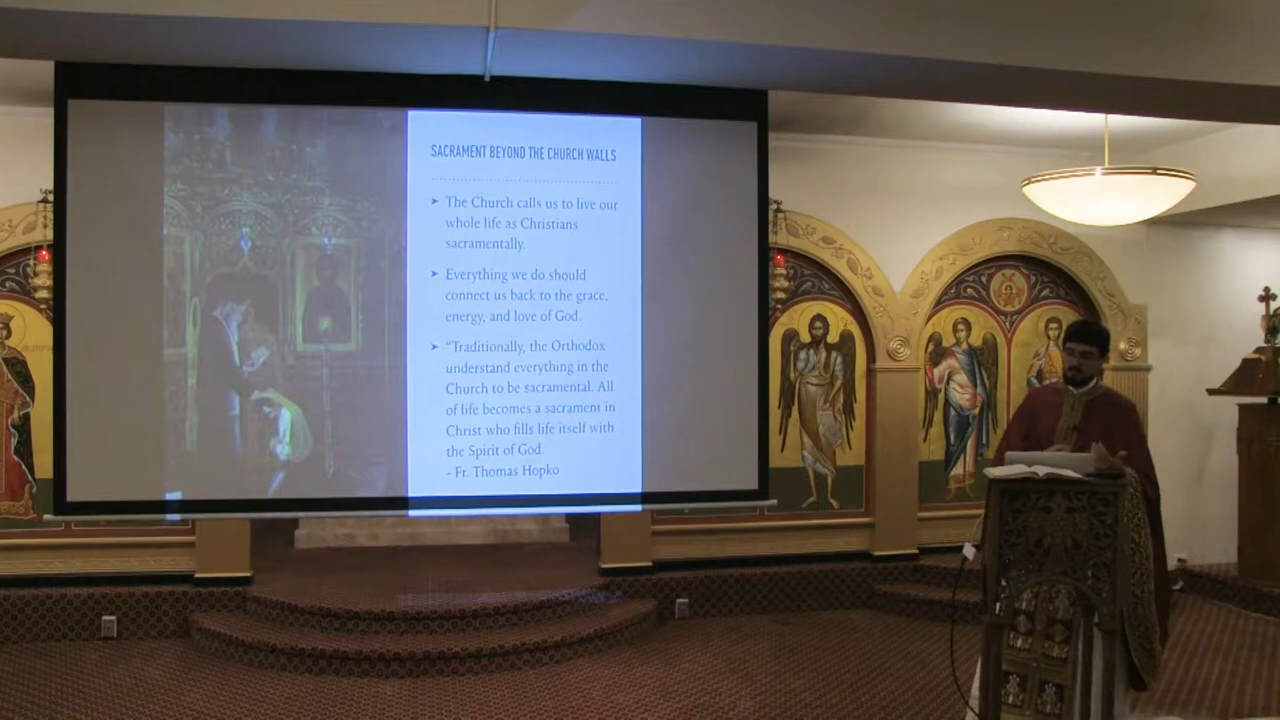 SACRAMENT BEYOND THE CHURCH WALLS
➤ The Church calls us to live our
whole life as Christians
sacramentally.
➤ Everything we do should
connect us back to the grace,
energy, and love of God.
➤ “Traditionally, the Orthodox
understand everything in the
Church to be sacramental. All
of life becomes a sacrament in
Christ who fills life itself with
the Spirit of God.
- Fr. Thomas Hopko